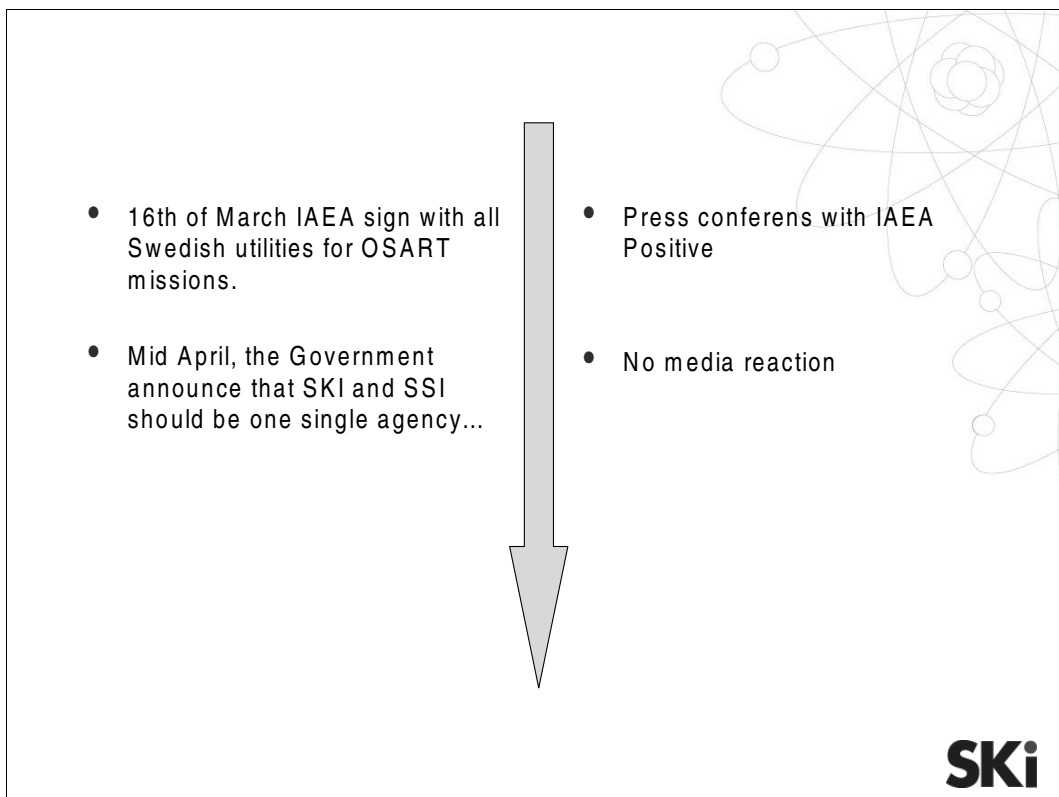 • 16th of March IAEA sign with all
Swedish utilities for OSART
missions.
• Mid April, the Government
announce that SKI and SSI
should be one single agency...
• Press conferens with IAEA
Positive
• No media reaction
SKi